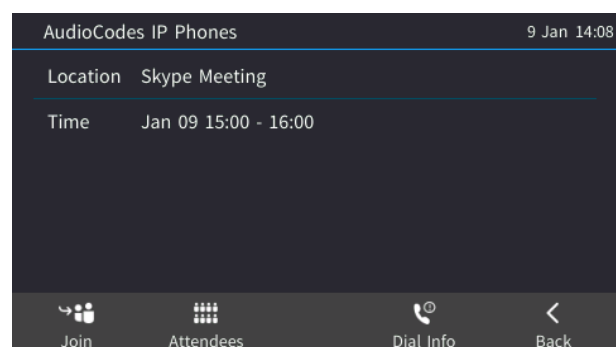 AudioCodes IP Phones 9 Jan 14:08
Location Skype Meeting
Time Jan 09 15:00 - 16:00
Join Attendees Dial Info Back